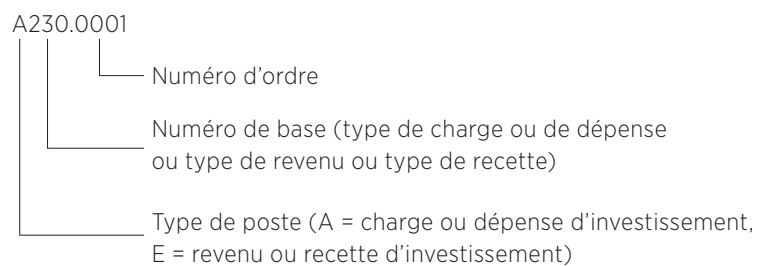 A230.0001
Numéro d’ordre
Numéro de base (type de charge ou de dépense
ou type de revenu ou type de recette)
Type de poste (A = charge ou dépense d’investissement,
E = revenu ou recette d’investissement)